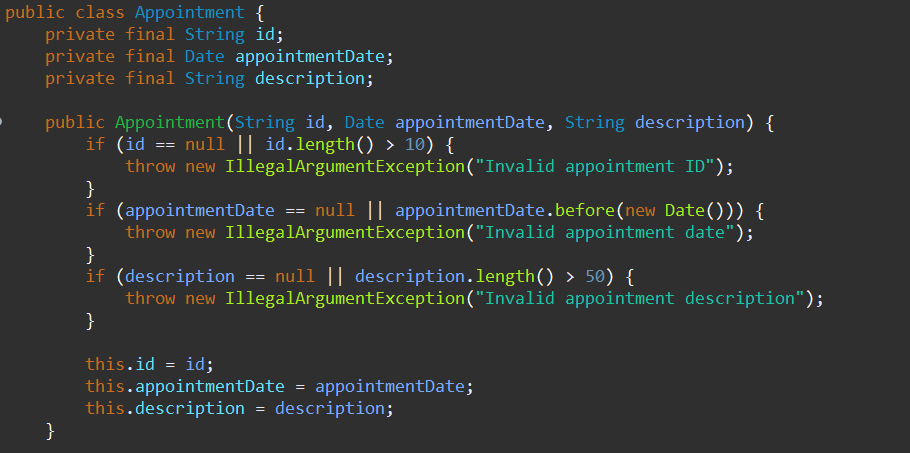 public class Appointment {
    private final String id;
    private final Date appointmentDate;
    private final String description;

    public Appointment(String id, Date appointmentDate, String description) {
        if (id == null || id.length() > 10) {
            throw new IllegalArgumentException("Invalid appointment ID");
        }
        if (appointmentDate == null || appointmentDate.before(new Date())) {
            throw new IllegalArgumentException("Invalid appointment date");
        }
        if (description == null || description.length() > 50) {
            throw new IllegalArgumentException("Invalid appointment description");
        }

        this.id = id;
        this.appointmentDate = appointmentDate;
        this.description = description;
    }